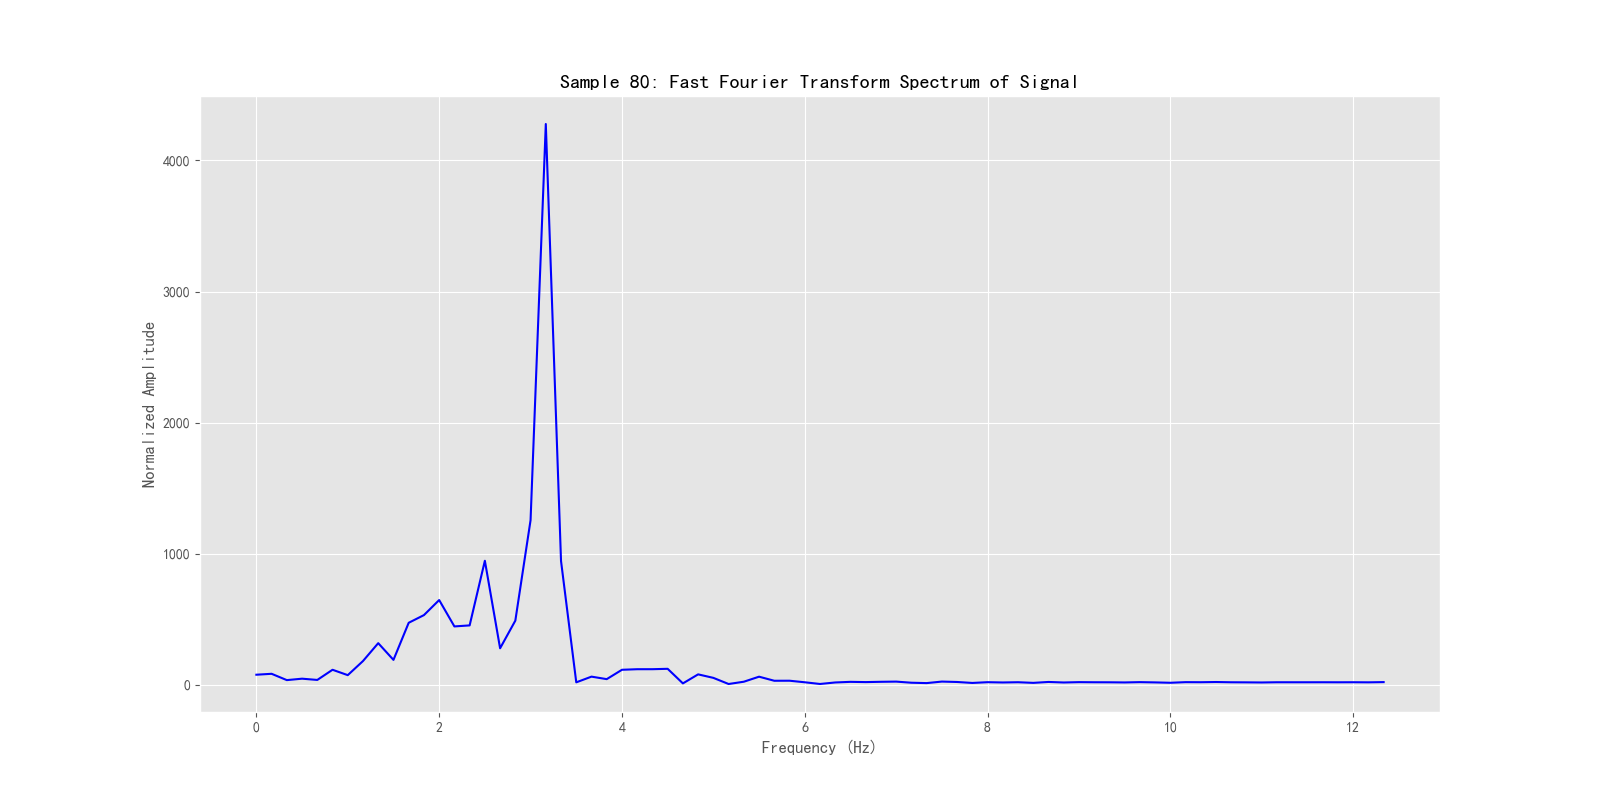 Sample 80: Fast Fourier Transform Spectrum of Signal
4000
3000
2000
1000
0
Normalized Amplitude
0 2 4 6 8 10 12
Frequency (Hz)